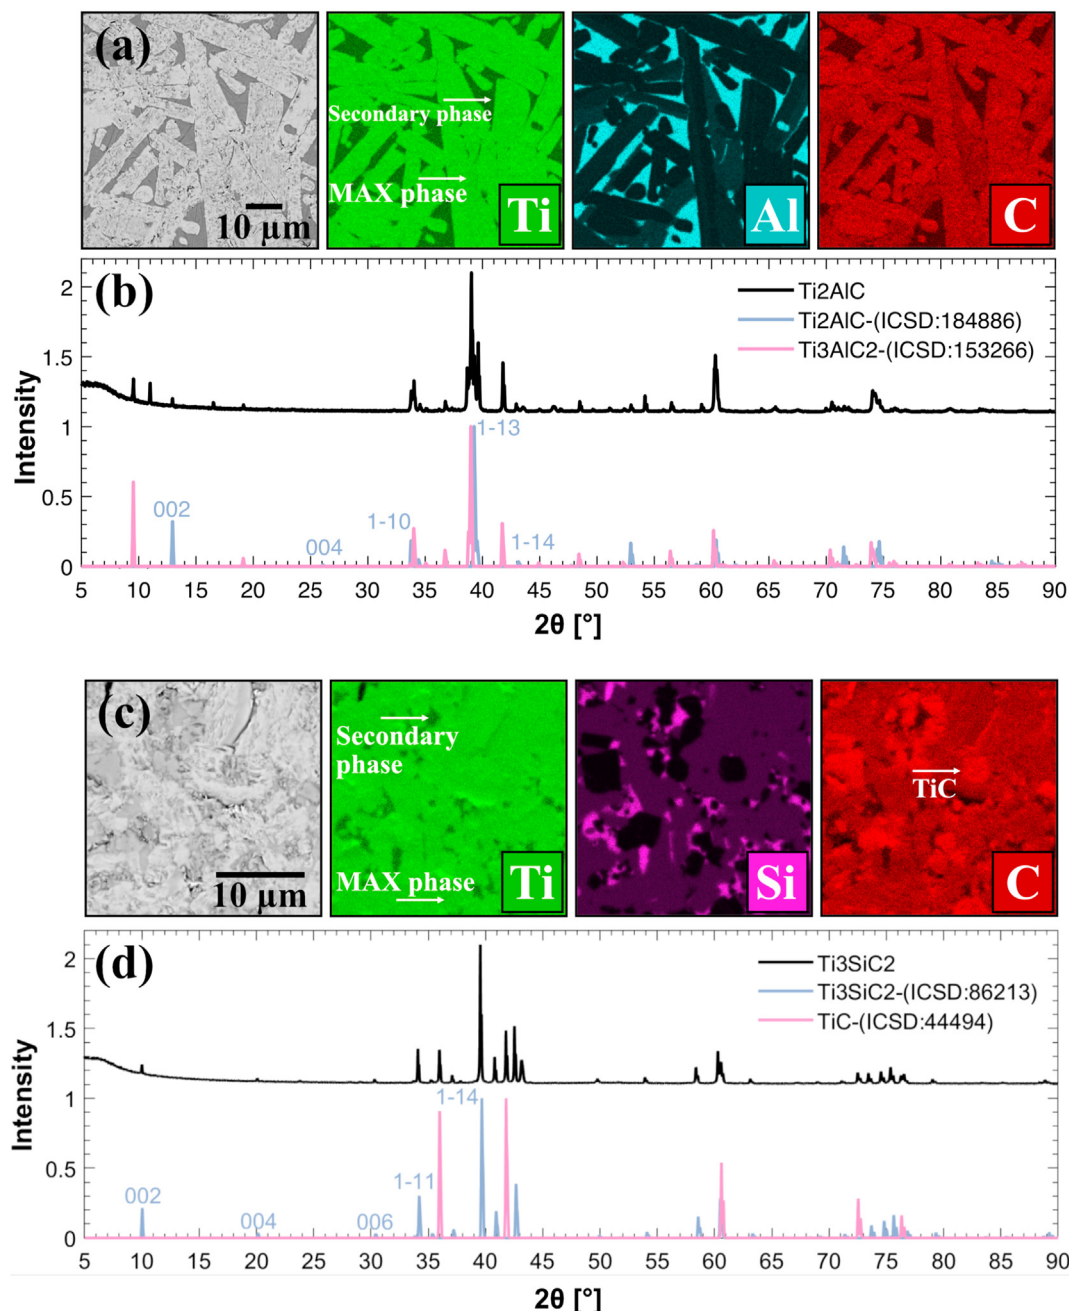 (a)
Secondary phase
MAX phase
10 µm
Ti
Al
C
(b)
Ti2AlC
Ti2AlC-(ICSD:184886)
Ti3AlC2-(ICSD:153266)
2
1.5
1
0.5
0
Intensity
002
004
1-10
1-13
1-14
5 10 15 20 25 30 35 40 45 50 55 60 65 70 75 80 85 90
2θ [°]
(c)
Secondary
phase
MAX phase
10 µm
Ti
Si
TiC
C
(d)
Ti3SiC2
Ti3SiC2-(ICSD:86213)
TiC-(ICSD:44494)
2
1.5
1
0.5
0
Intensity
002
004
006
1-11
1-14
5 10 15 20 25 30 35 40 45 50 55 60 65 70 75 80 85 90
2θ [°]